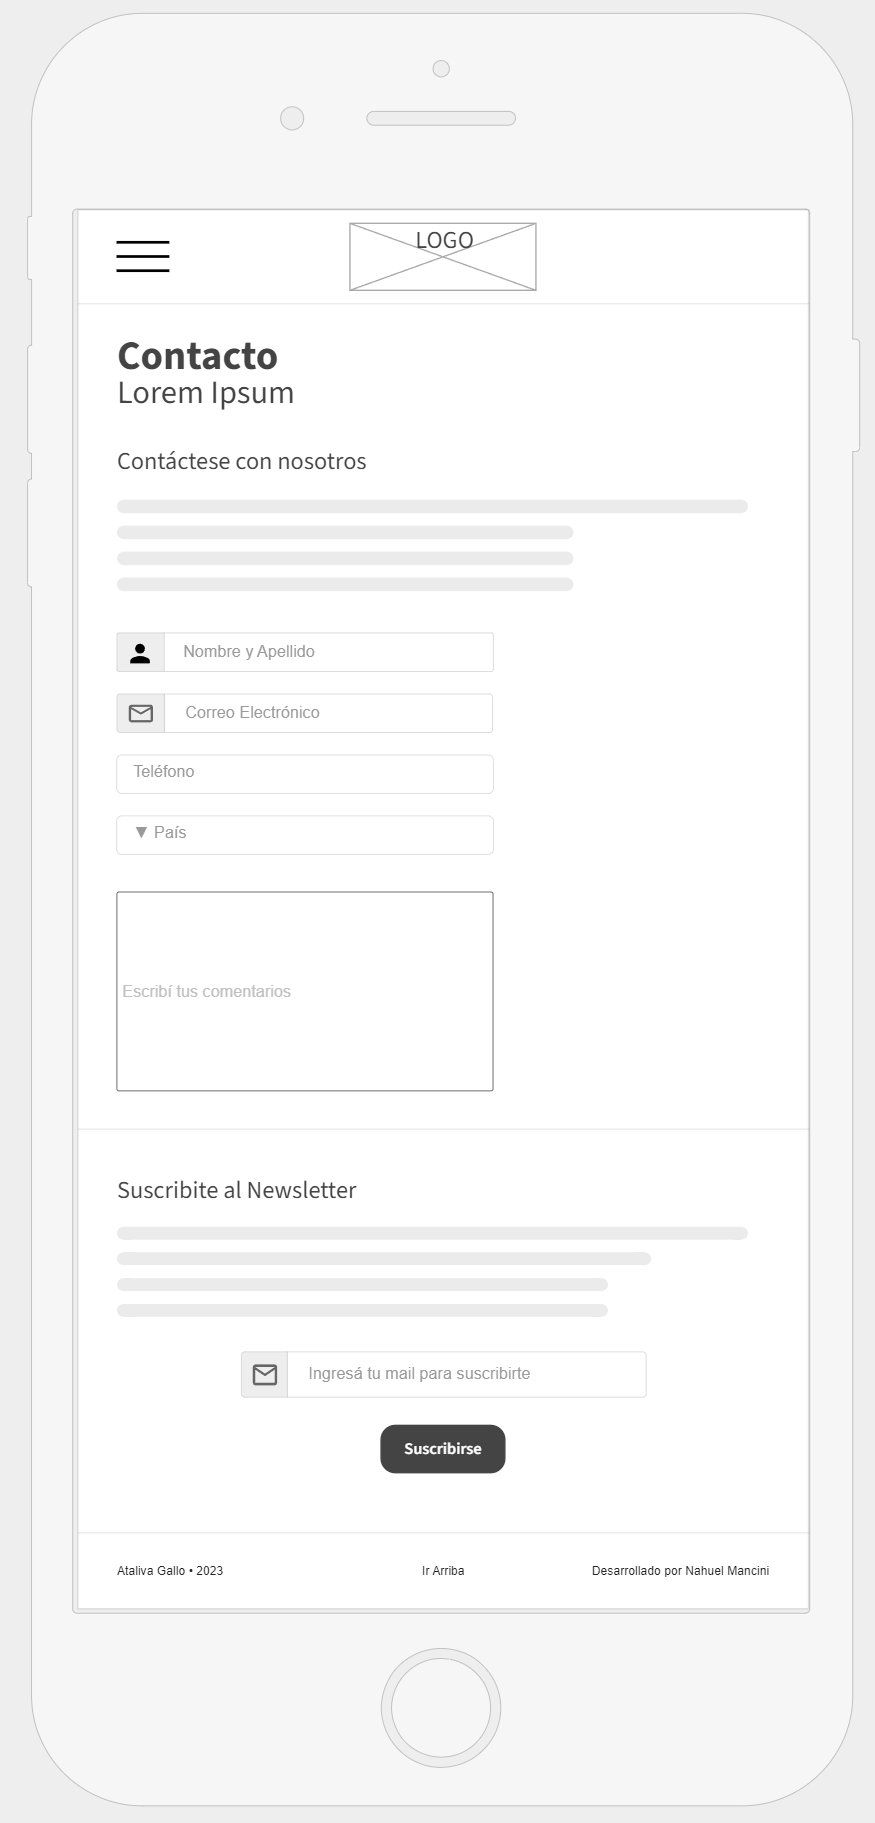 LOGO
Contacto
Lorem Ipsum
Contáctese con nosotros
Nombre y Apellido
Correo Electrónico
Teléfono
▼ País
Escribí tus comentarios
Suscribite al Newsletter
Ingresá tu mail para suscribirte
Suscribirse
Ataliva Gallo • 2023
Ir Arriba
Desarrollado por Nahuel Mancini